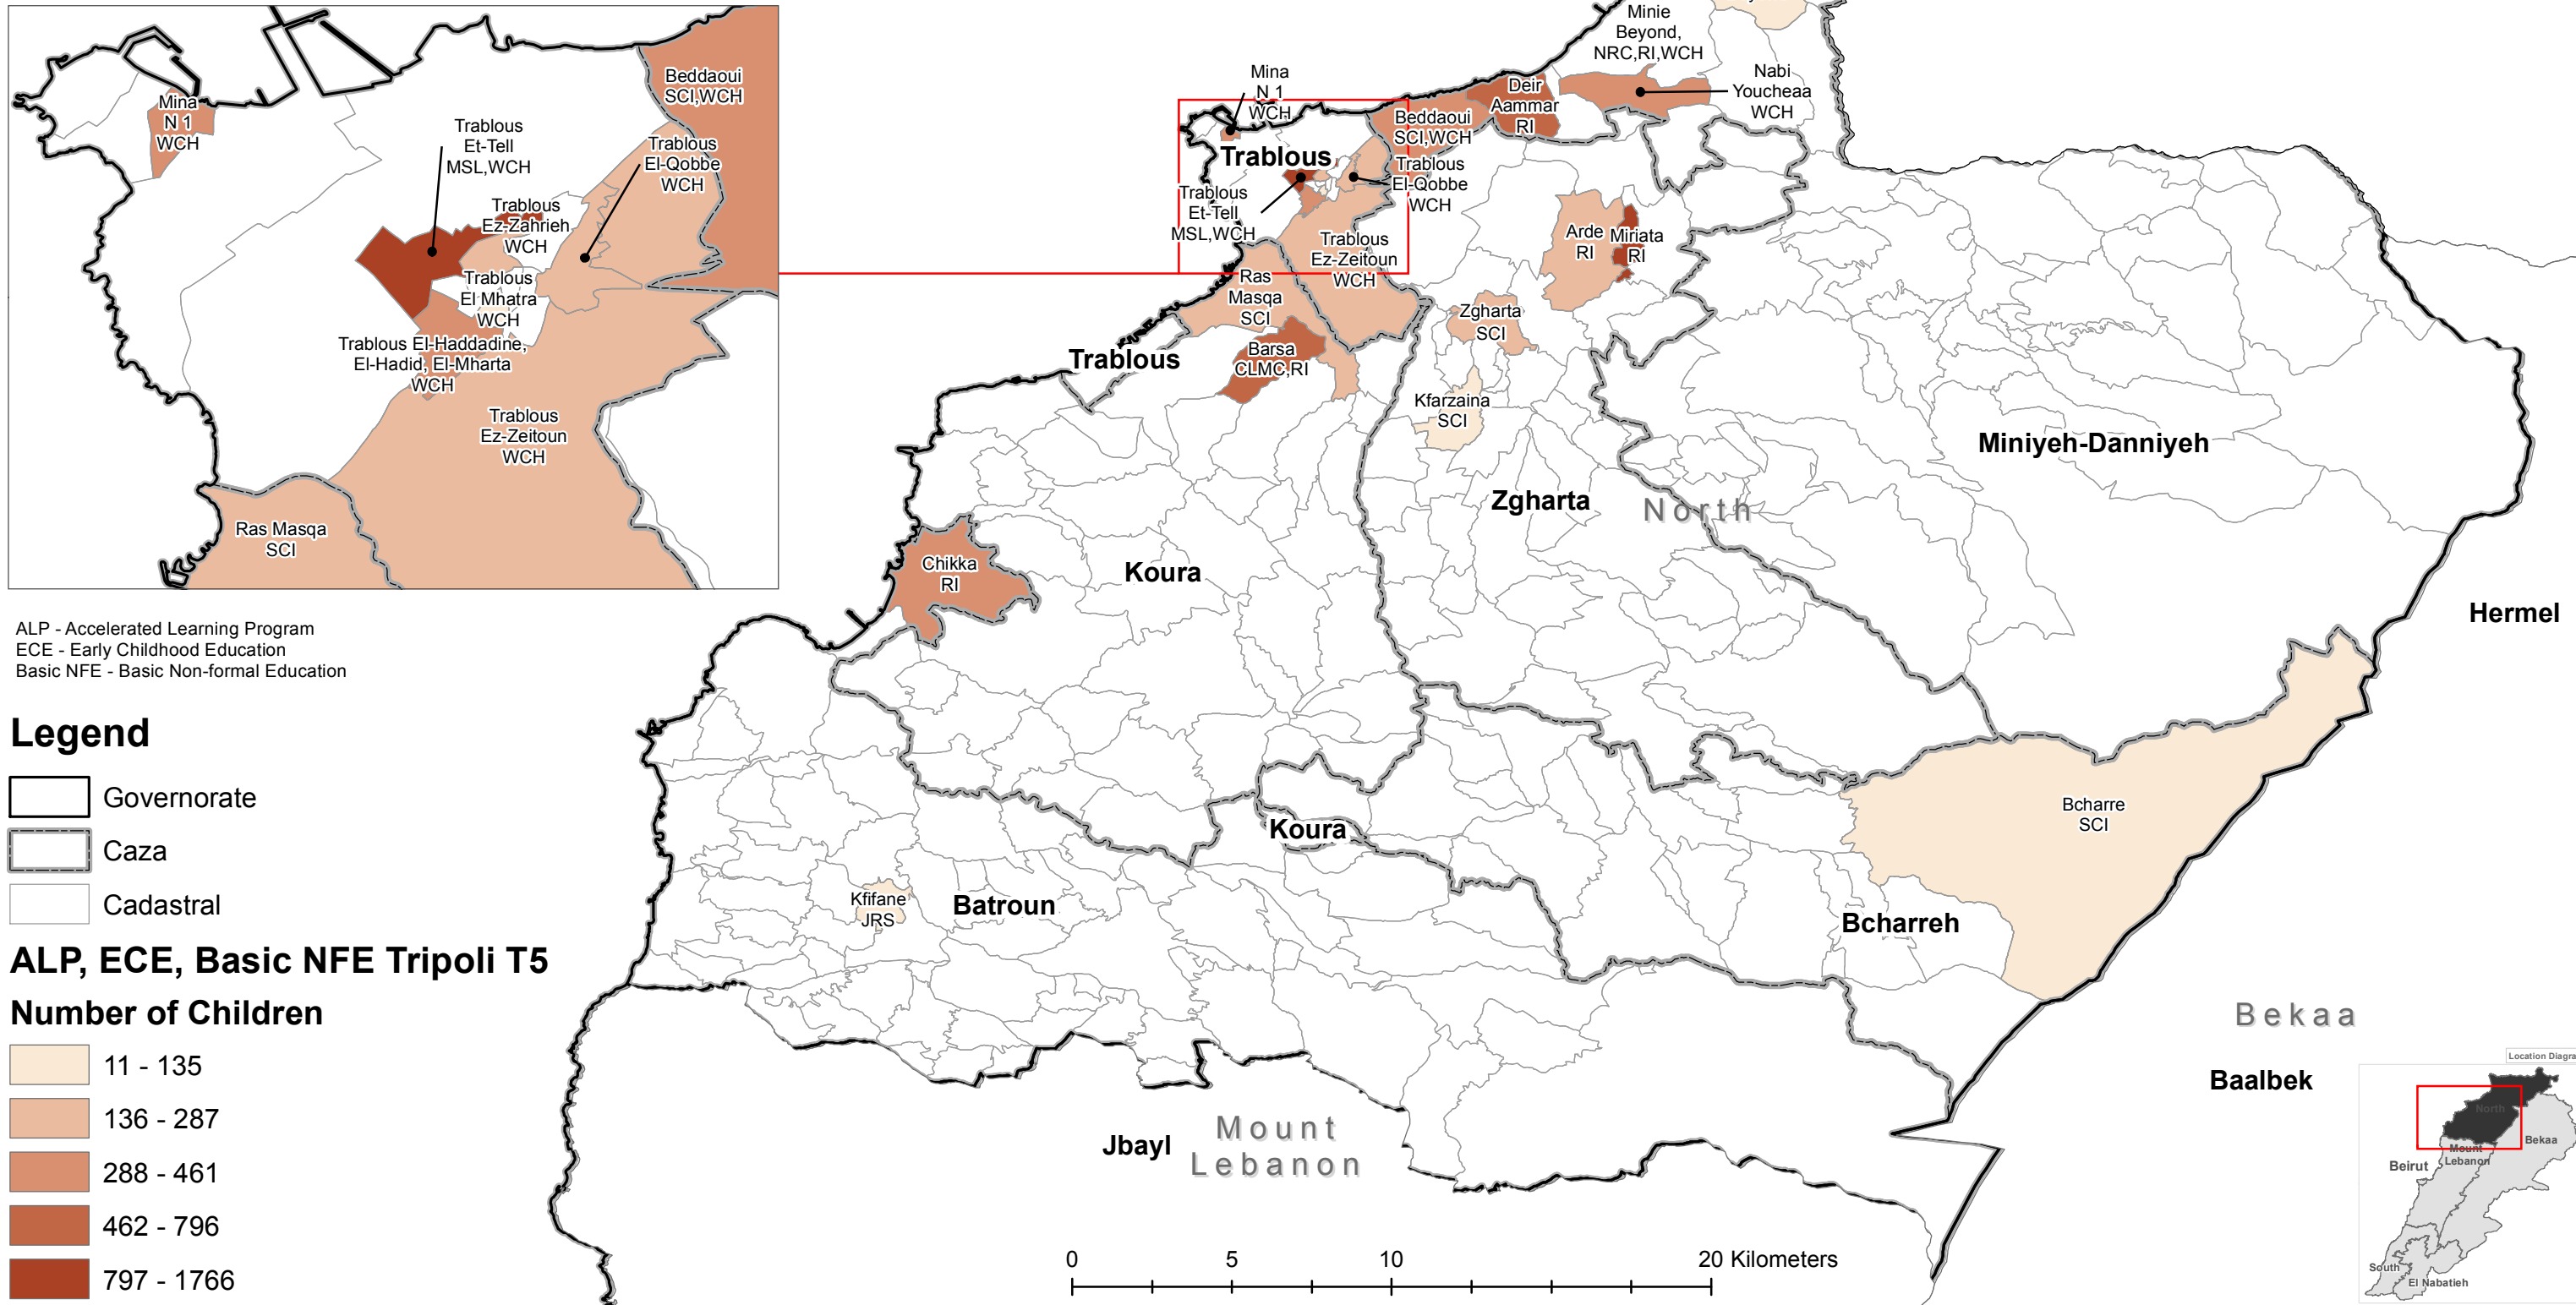 Mina
N 1
WCH
Trablous
Et-Tell
MSL,WCH
Beddaoui
SCI,WCH
Trablous
El-Qobbe
WCH
Trablous
Ez-Zahrieh
WCH
Trablous
El Mhatra
WCH
Trablous El-Haddadine,
El-Hadid, El-Mharta
WCH
Trablous
Ez-Zeitoun
WCH
Ras Masqa
SCI
Minie
Beyond,
NRC,RI,WCH
Nabi
Youcheaa
WCH
Mina
N 1
WCH
Deir
Aammar
RI
Beddaoui
SCI,WCH
Trablous
Trablous
El-Qobbe
WCH
Trablous
Et-Tell
MSL,WCH
Trablous
Ez-Zeitoun
WCH
Arde
RI
Miriata
RI
Ras
Masqa
SCI
Zgharta
SCI
Trablous
Barsa
CLMC,RI
Kfarzaina
SCI
Miniyeh-Danniyeh
Zgharta
North
Chikka
RI
Koura
Hermel
Bcharre
SCI
Koura
Kfifane
JRS
Batroun
Bcharreh
Bekaa
Baalbek
Jbayl
Mount
Lebanon
ALP - Accelerated Learning Program
ECE - Early Childhood Education
Basic NFE - Basic Non-formal Education
Legend
Governorate
Caza
Cadastral
ALP, ECE, Basic NFE Tripoli T5
Number of Children
11 - 135
136 - 287
288 - 461
462 - 796
797 - 1766
0 5 10 20 Kilometers
Location Diagra
North
Bekaa
Mount
Lebanon
Beirut
South
El Nabatieh